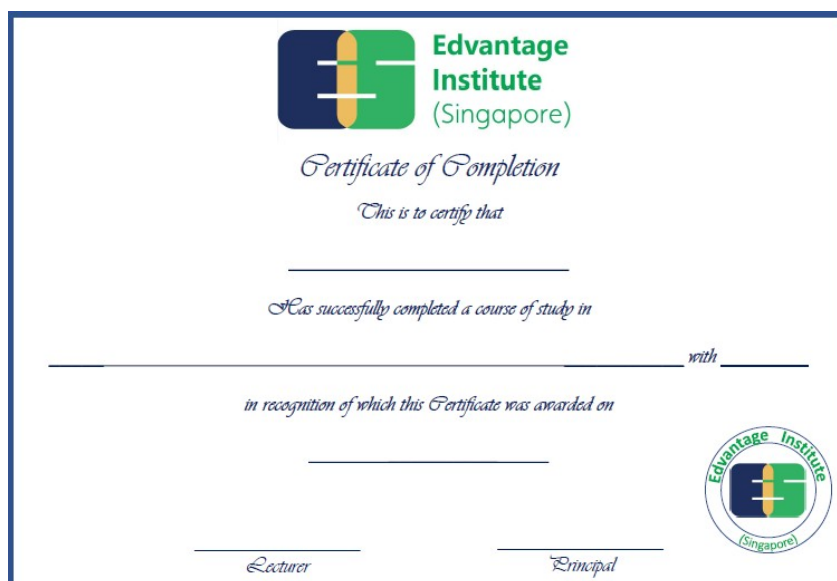 Edvantage
Institute
(Singapore)
Certificate of Completion
This is to certify that
Has successfully completed a course of study in
with
in recognition of which this Certificate was awarded on
Edvantage Institute
(Singapore)
Lecturer
Principal